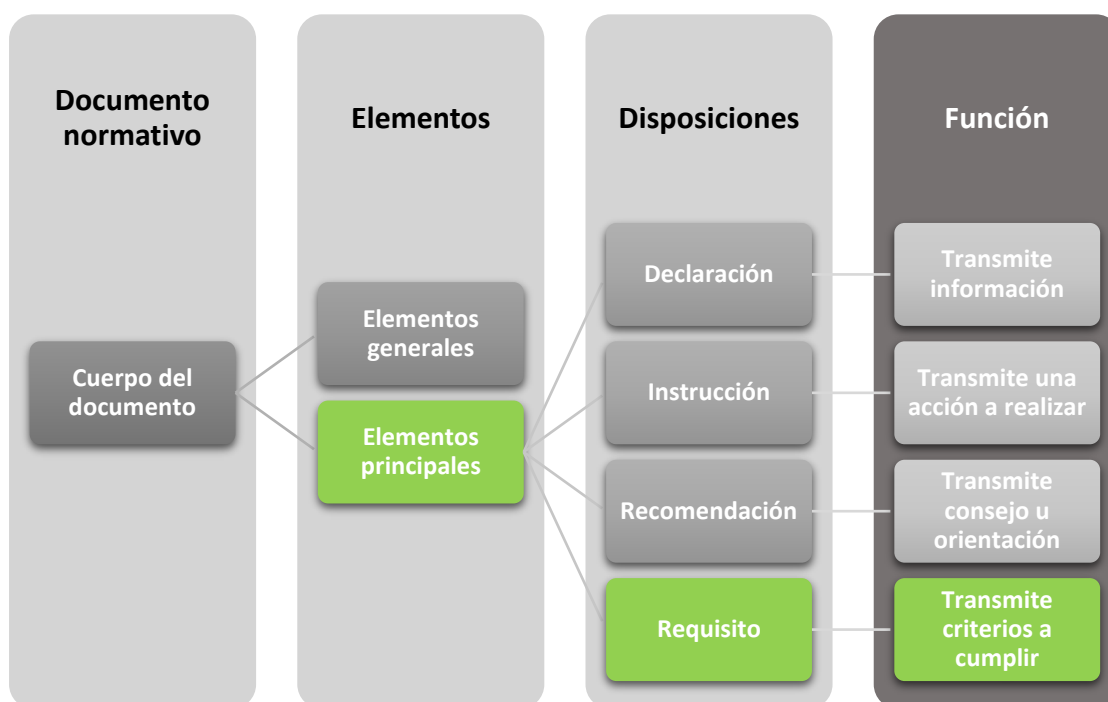 Documento
normativo
Elementos
Disposiciones
Función
Cuerpo del
documento
Elementos
generales
Elementos
principales
Declaración
Instrucción
Recomendación
Requisito
Transmite
información
Transmite una
acción a realizar
Transmite
consejo u
orientación
Transmite
criterios a
cumplir